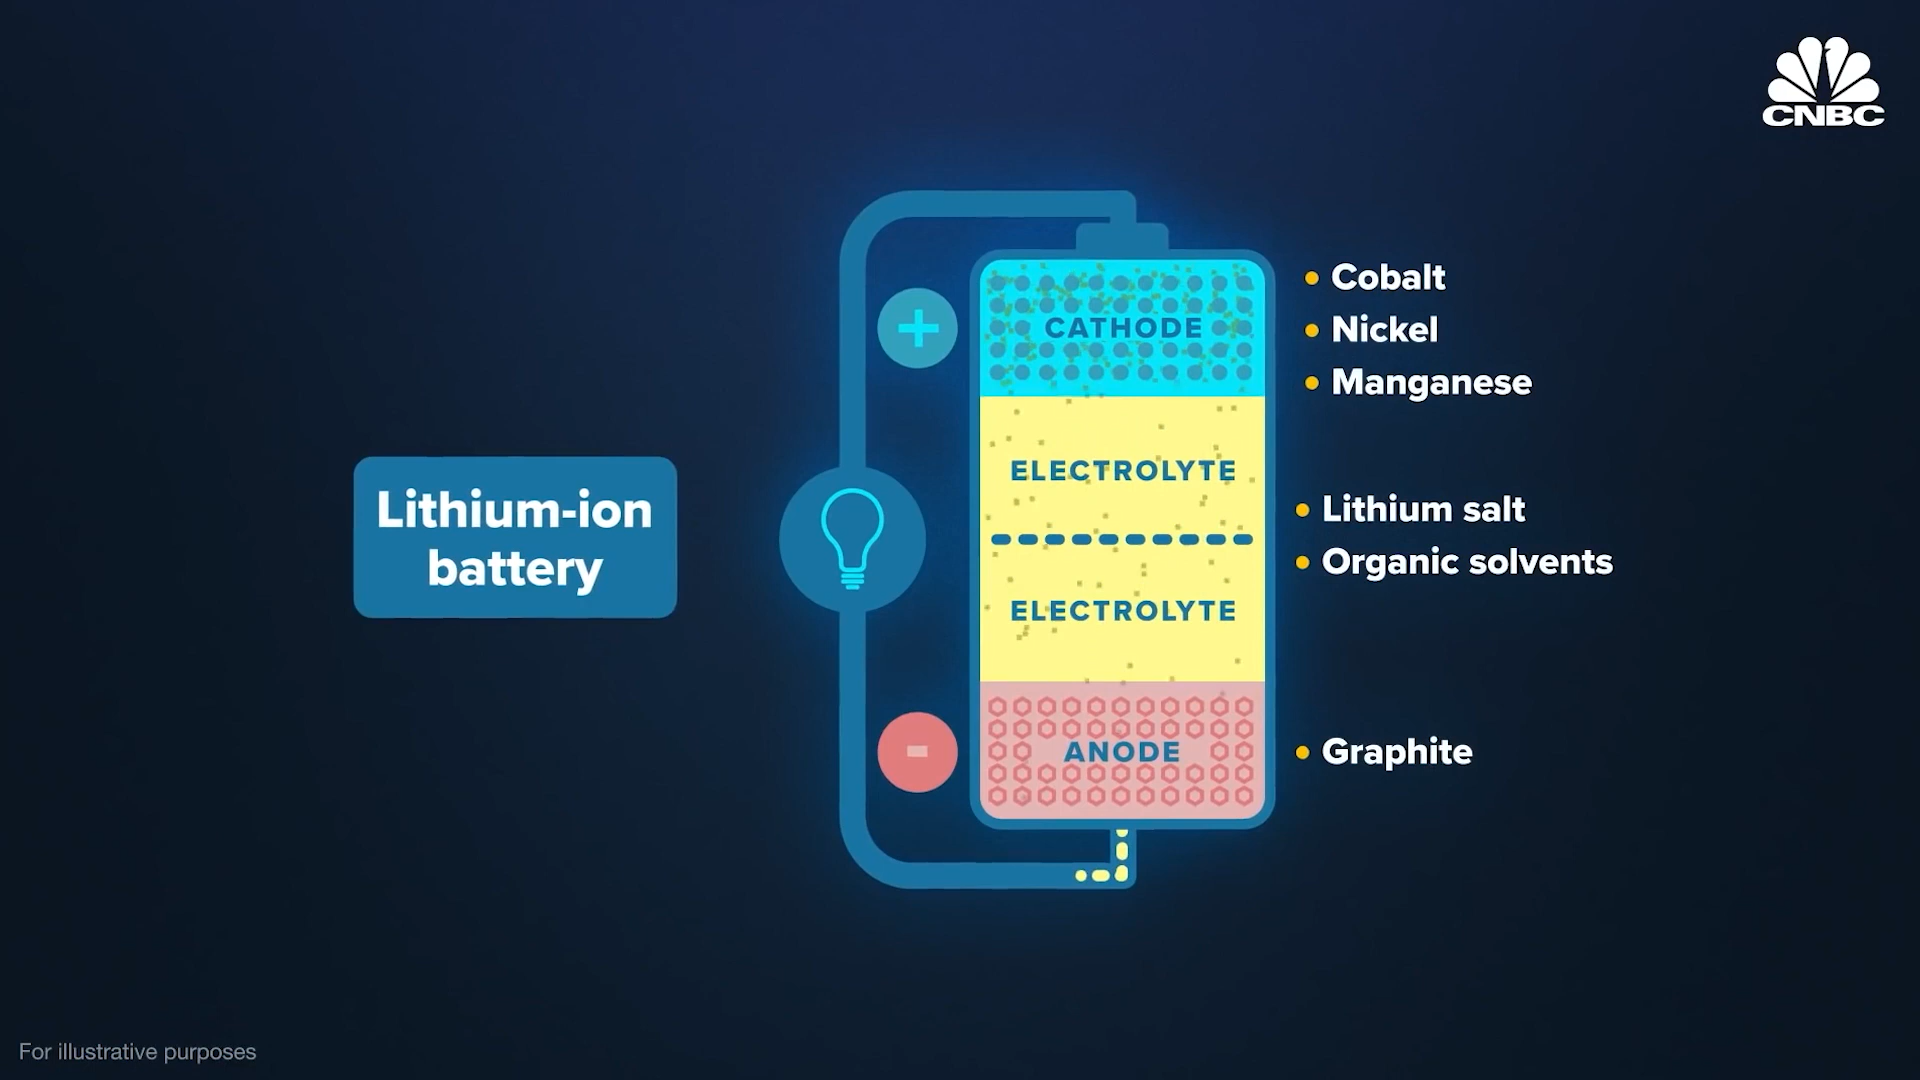 CNBC
Lithium-ion
battery
+
CATHODE
ELECTROLYTE
ELECTROLYTE
-
ANODE
• Cobalt
• Nickel
• Manganese
• Lithium salt
• Organic solvents
• Graphite
For illustrative purposes